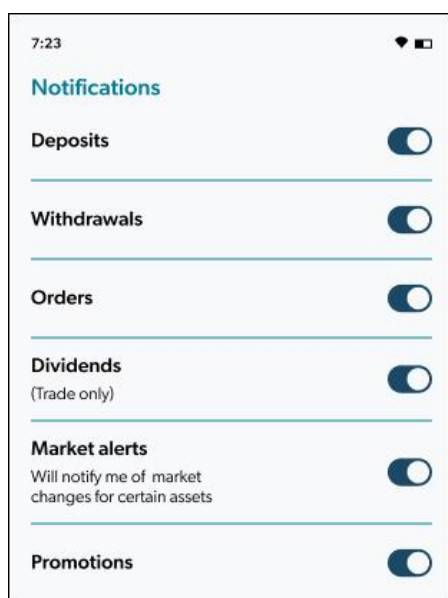 7:23
Notifications
Deposits
Withdrawals
Orders
Dividends
(Trade only)
Market alerts
Will notify me of market
changes for certain assets
Promotions